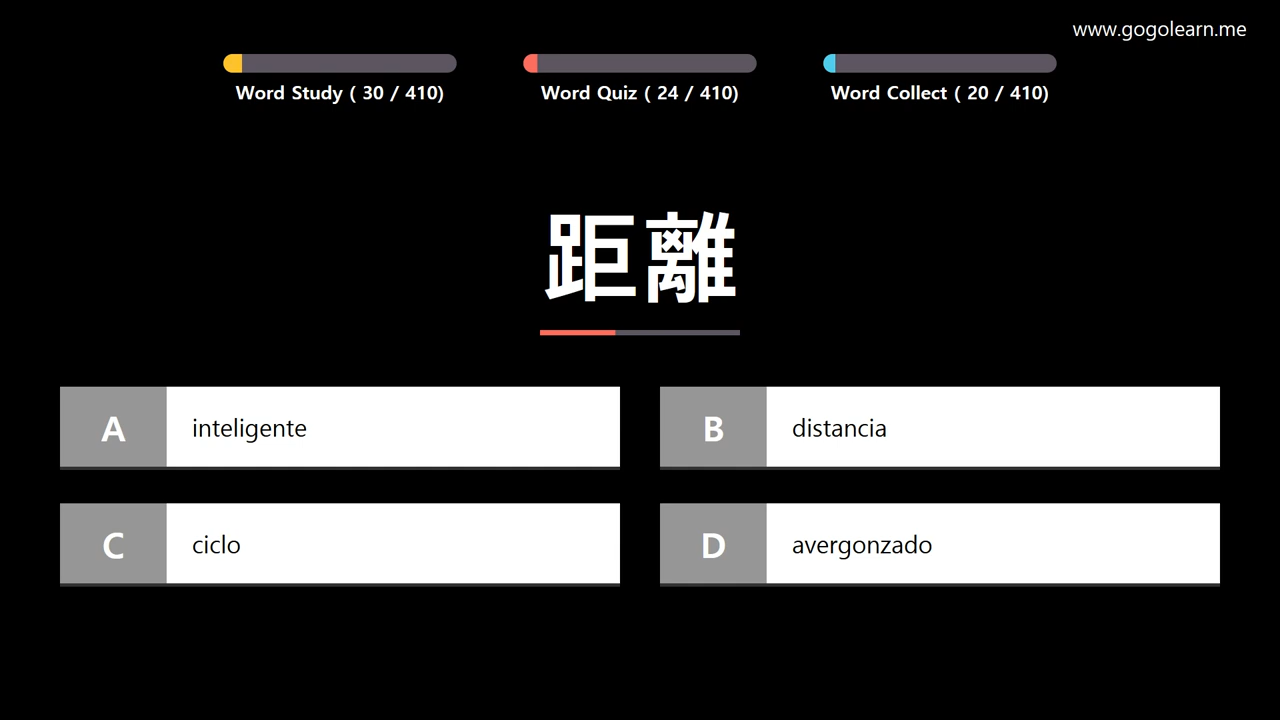 www.gogolearn.me
Word Study ( 30 / 410)
Word Quiz ( 24 / 410)
Word Collect ( 20 / 410)
距離
A inteligente
B distancia
C ciclo
D avergonzado